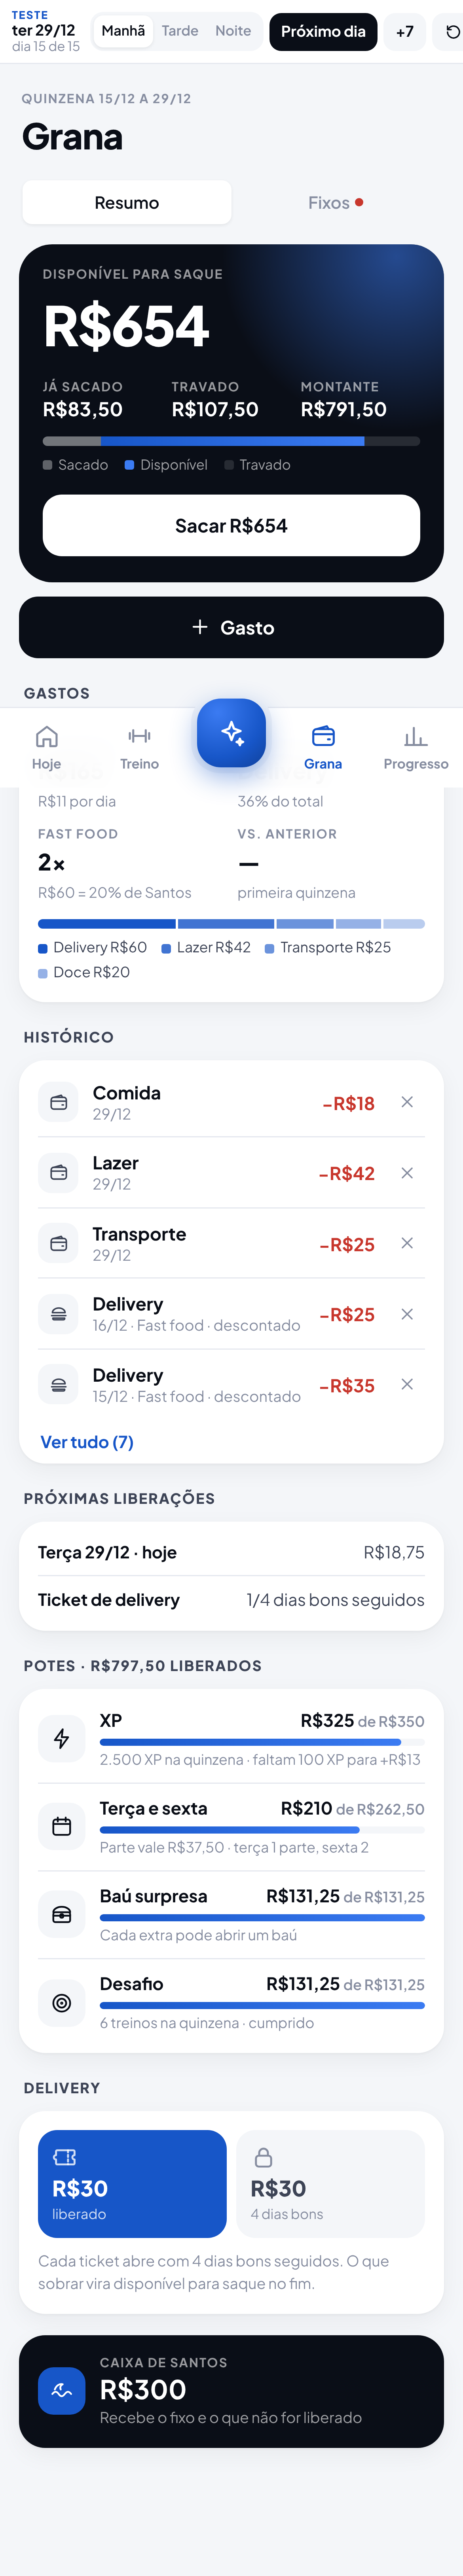 TESTE
ter 29/12
dia 15 de 15
Manhã Tarde Noite
Próximo dia
+7
QUINZENA 15/12 A 29/12
Grana
Resumo
Fixos
DISPONÍVEL PARA SAQUE
R$654
JÁ SACADO TRAVADO MONTANTE
R$83,50 R$107,50 R$791,50
Sacado Disponível Travado
Sacar R$654
+ Gasto
GASTOS
Hoje Treino Grana Progresso
R$11 por dia 36% do total
FAST FOOD VS. ANTERIOR
2× —
R$60 = 20% de Santos primeira quinzena
Delivery R$60 Lazer R$42 Transporte R$25
Doce R$20
HISTÓRICO
Comida
29/12
−R$18
Lazer
29/12
−R$42
Transporte
29/12
−R$25
Delivery
16/12 · Fast food · descontado
−R$25
Delivery
15/12 · Fast food · descontado
−R$35
Ver tudo (7)
PRÓXIMAS LIBERAÇÕES
Terça 29/12 · hoje R$18,75
Ticket de delivery 1/4 dias bons seguidos
POTES · R$797,50 LIBERADOS
XP R$325 de R$350
2.500 XP na quinzena · faltam 100 XP para +R$13
Terça e sexta R$210 de R$262,50
Parte vale R$37,50 · terça 1 parte, sexta 2
Baú surpresa R$131,25 de R$131,25
Cada extra pode abrir um baú
Desafio R$131,25 de R$131,25
6 treinos na quinzena · cumprido
DELIVERY
R$30
liberado
R$30
4 dias bons
Cada ticket abre com 4 dias bons seguidos. O que
sobrar vira disponível para saque no fim.
CAIXA DE SANTOS
R$300
Recebe o fixo e o que não for liberado